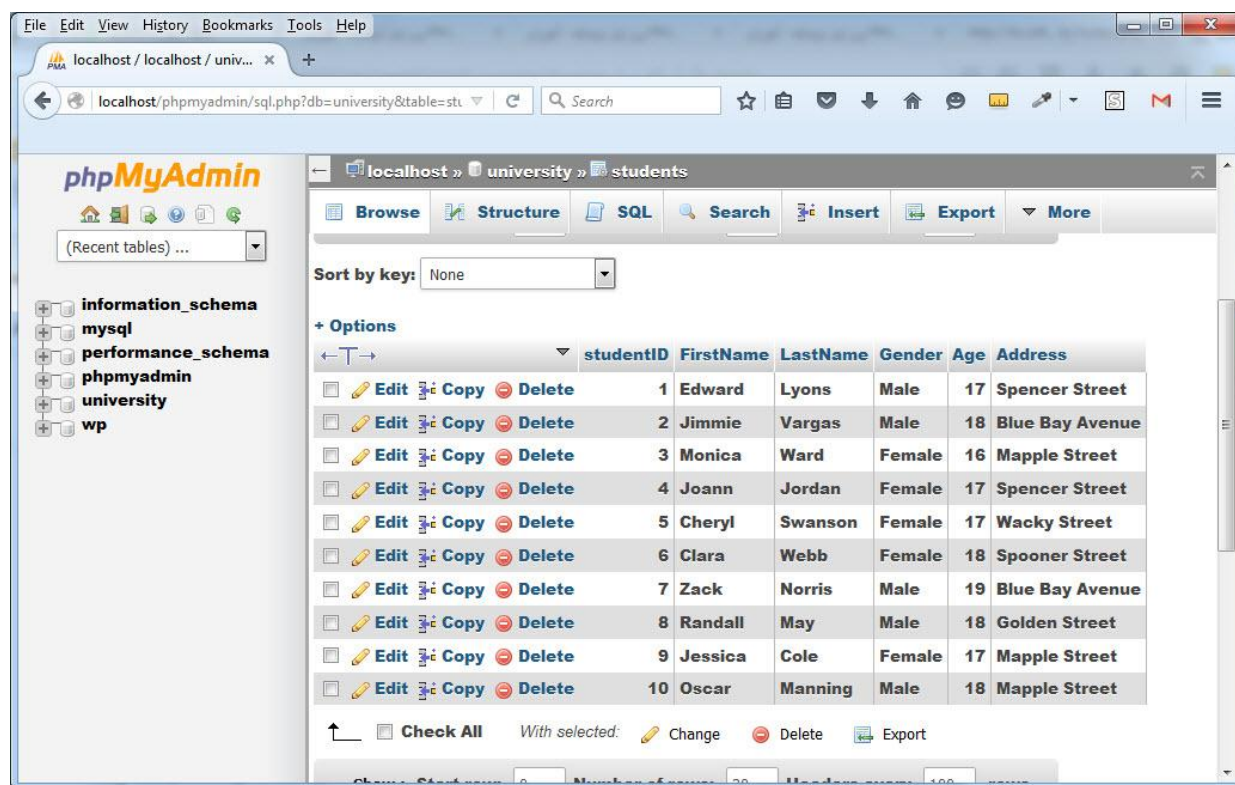 File Edit View History Bookmarks Tools Help
PMA localhost / localhost / univ... × +
localhost/phpmyadmin/sql.php?db=university&table=stu Search
phpMyAdmin
(Recent tables) ...
information_schema
mysql
performance_schema
phpmyadmin
university
wp
localhost » university » students
Browse Structure SQL Search Insert Export More
Sort by key: None
+ Options
studentID FirstName LastName Gender Age Address
Edit Copy Delete 1 Edward Lyons Male 17 Spencer Street
Edit Copy Delete 2 Jimmie Vargas Male 18 Blue Bay Avenue
Edit Copy Delete 3 Monica Ward Female 16 Mapple Street
Edit Copy Delete 4 Joann Jordan Female 17 Spencer Street
Edit Copy Delete 5 Cheryl Swanson Female 17 Wacky Street
Edit Copy Delete 6 Clara Webb Female 18 Spooner Street
Edit Copy Delete 7 Zack Norris Male 19 Blue Bay Avenue
Edit Copy Delete 8 Randall May Male 18 Golden Street
Edit Copy Delete 9 Jessica Cole Female 17 Mapple Street
Edit Copy Delete 10 Oscar Manning Male 18 Mapple Street
Check All With selected: Change Delete Export